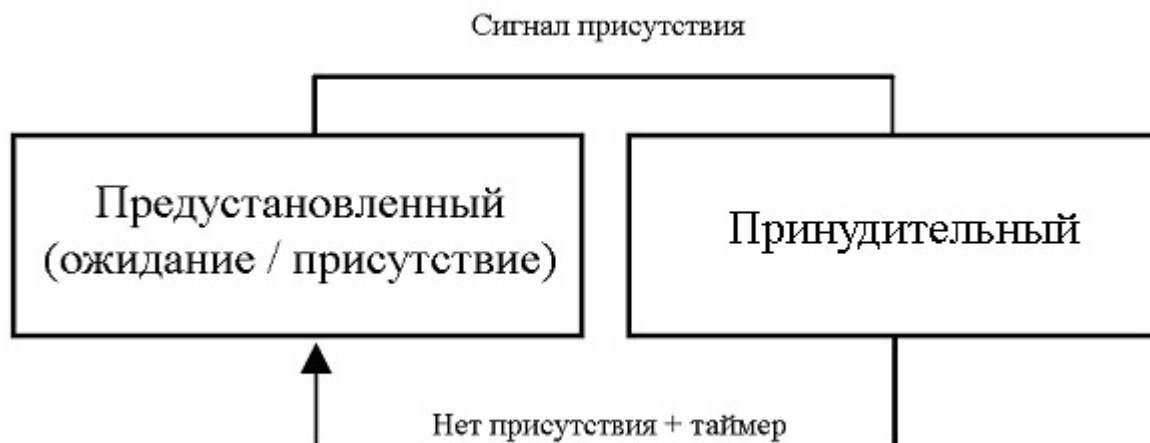 Сигнал присутствия
Предустановленный
(ожидание / присутствие)
Принудительный
Нет присутствия + таймер